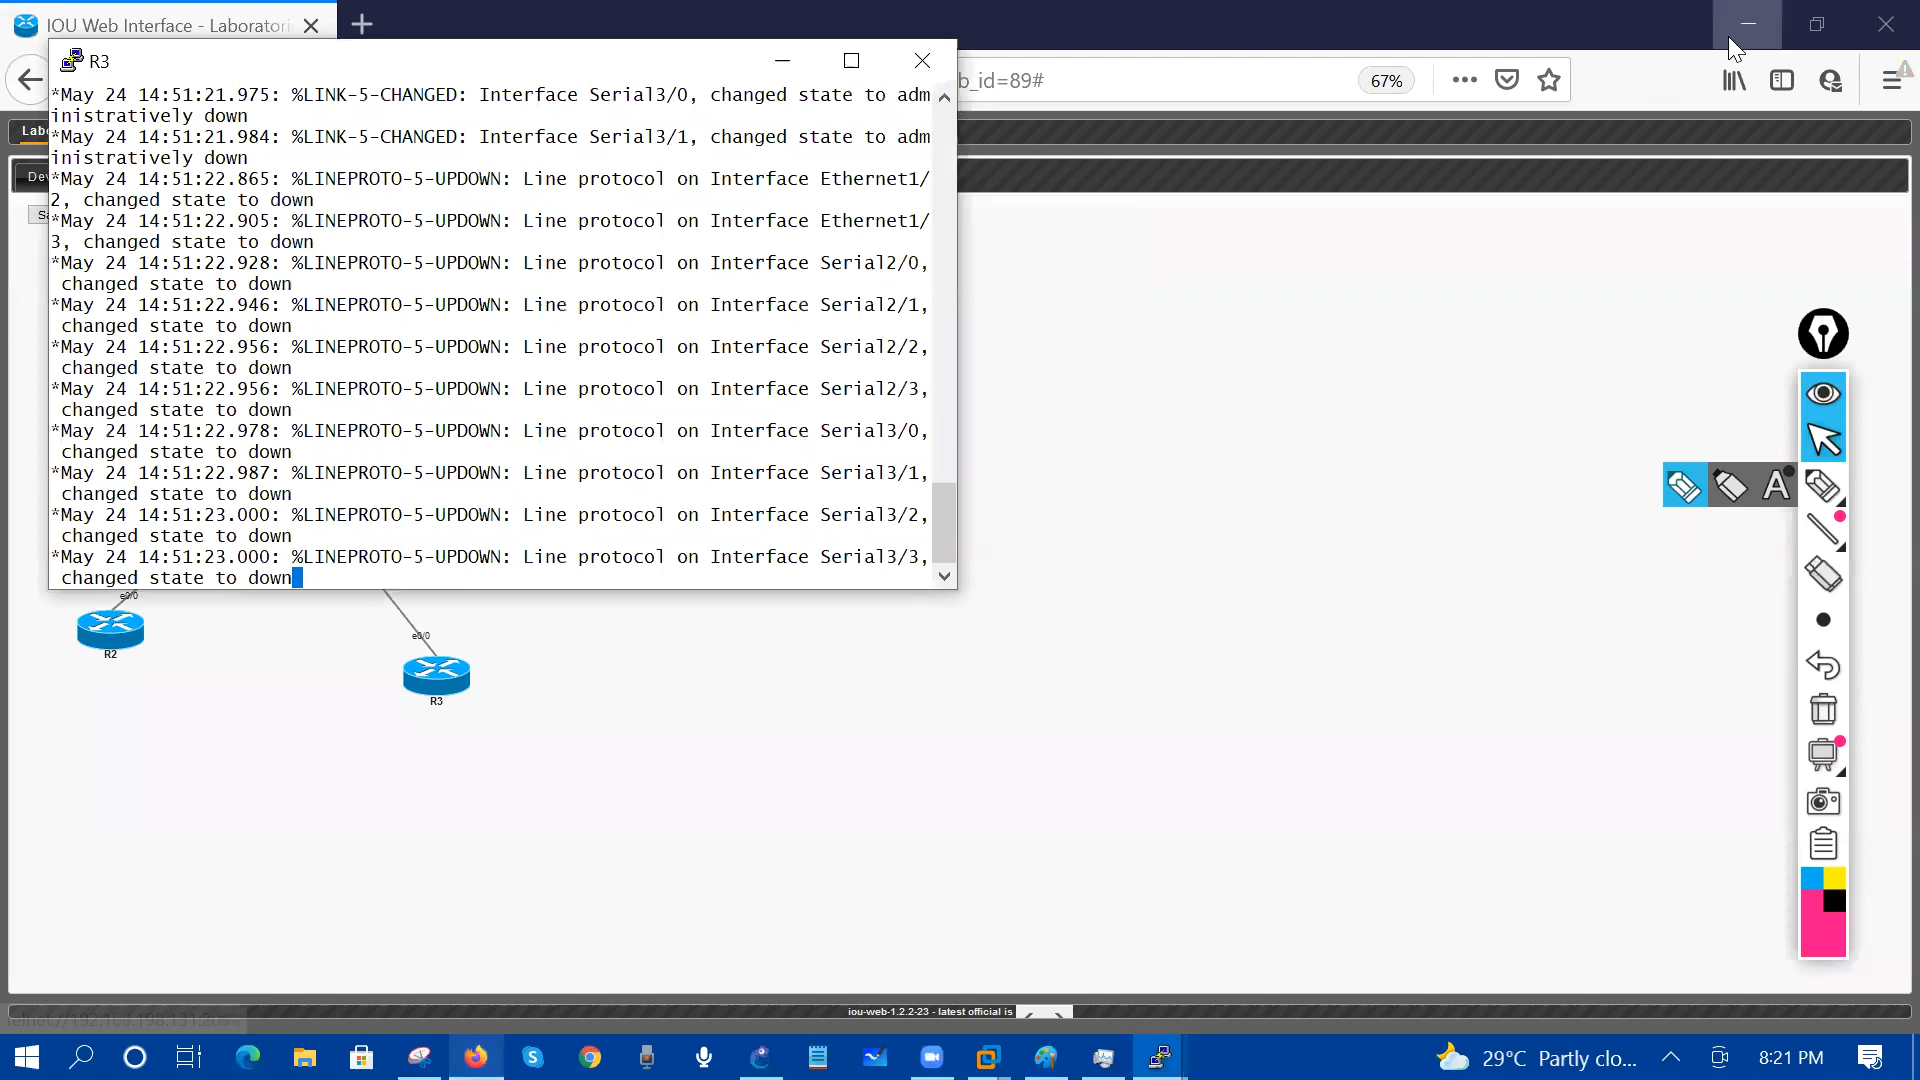 IOU Web Interface - Laboratori
R3
b_id=89#
67%
Lab
Dev
Sa
*May 24 14:51:21.975: %LINK-5-CHANGED: Interface Serial3/0, changed state to adm
inistratively down
*May 24 14:51:21.984: %LINK-5-CHANGED: Interface Serial3/1, changed state to adm
inistratively down
*May 24 14:51:22.865: %LINEPROTO-5-UPDOWN: Line protocol on Interface Ethernet1/
2, changed state to down
*May 24 14:51:22.905: %LINEPROTO-5-UPDOWN: Line protocol on Interface Ethernet1/
3, changed state to down
*May 24 14:51:22.928: %LINEPROTO-5-UPDOWN: Line protocol on Interface Serial2/0,
changed state to down
*May 24 14:51:22.946: %LINEPROTO-5-UPDOWN: Line protocol on Interface Serial2/1,
changed state to down
*May 24 14:51:22.956: %LINEPROTO-5-UPDOWN: Line protocol on Interface Serial2/2,
changed state to down
*May 24 14:51:22.956: %LINEPROTO-5-UPDOWN: Line protocol on Interface Serial2/3,
changed state to down
*May 24 14:51:22.978: %LINEPROTO-5-UPDOWN: Line protocol on Interface Serial3/0,
changed state to down
*May 24 14:51:22.987: %LINEPROTO-5-UPDOWN: Line protocol on Interface Serial3/1,
changed state to down
*May 24 14:51:23.000: %LINEPROTO-5-UPDOWN: Line protocol on Interface Serial3/2,
changed state to down
*May 24 14:51:23.000: %LINEPROTO-5-UPDOWN: Line protocol on Interface Serial3/3,
changed state to down
e0/0
R2
e0/0
R3
A
iou-web-1.2.2-23 - latest official is
29°C Partly clo...
8:21 PM